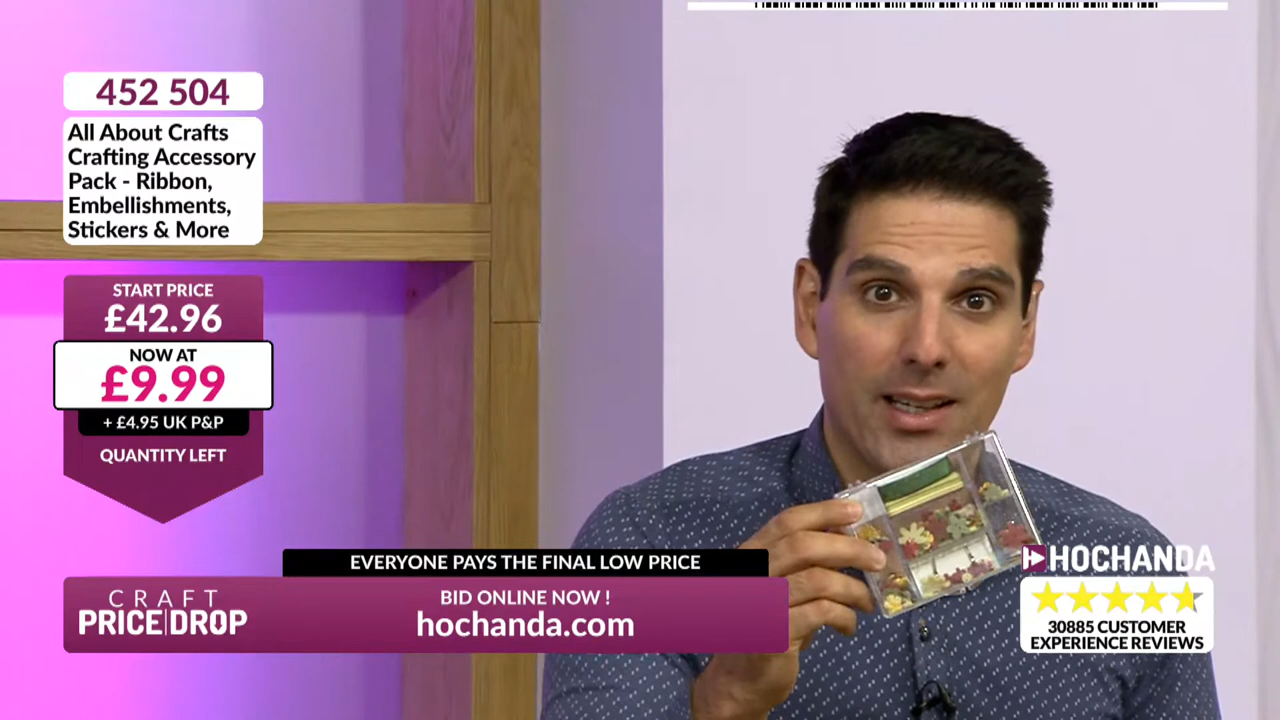 452 504
All About Crafts
Crafting Accessory
Pack - Ribbon,
Embellishments,
Stickers & More
START PRICE
£42.96
NOW AT
£9.99
+ £4.95 UK P&P
QUANTITY LEFT
EVERYONE PAYS THE FINAL LOW PRICE
CRAFT
PRICE DROP
BID ONLINE NOW !
hochanda.com
HOCHANDA
30885 CUSTOMER
EXPERIENCE REVIEWS